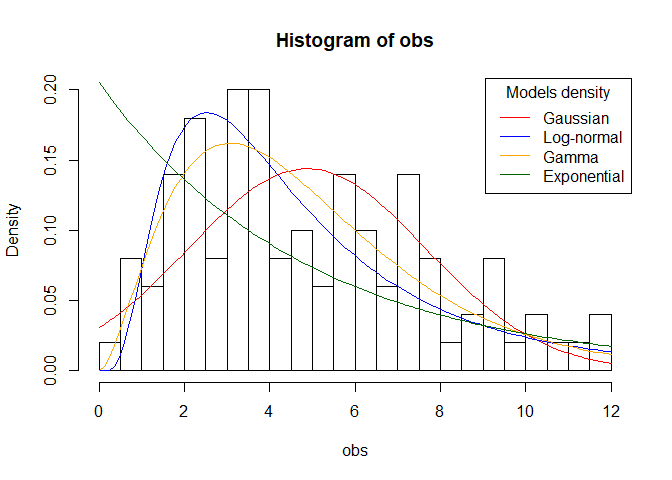 Histogram of obs
Models density
Gaussian
Log-normal
Gamma
Exponential
Density
0.20
0.15
0.10
0.05
0.00
0 2 4 6 8 10 12
obs